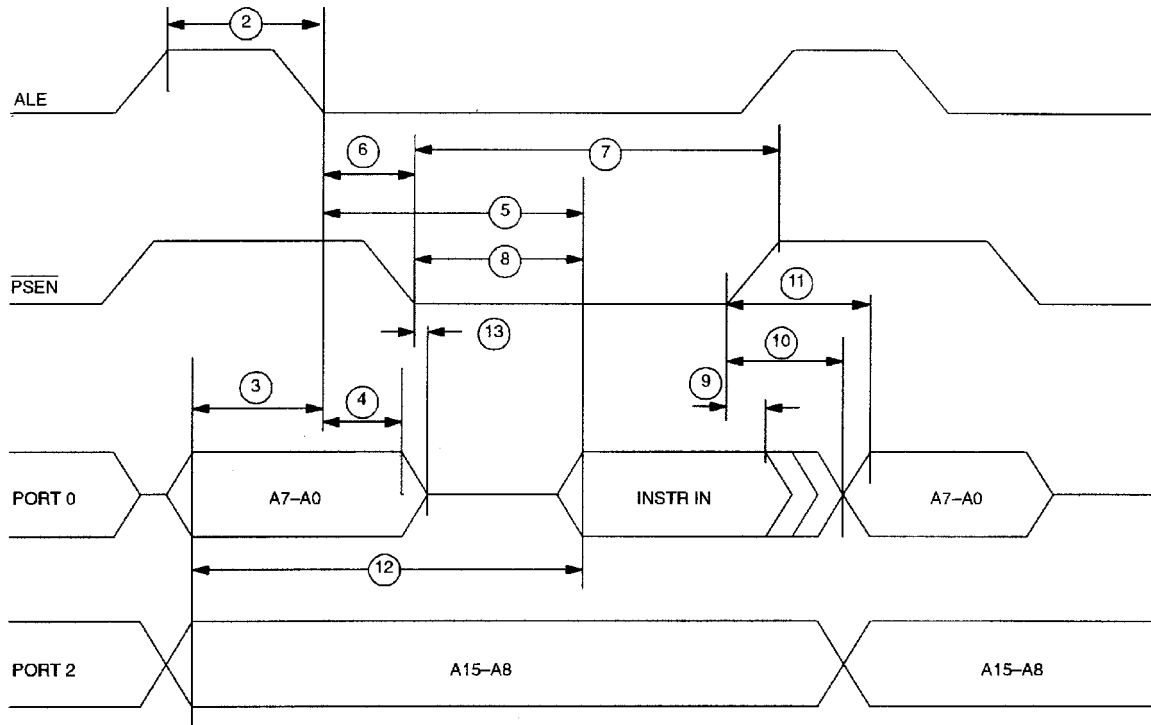 2
ALE
6
7
5
PSEN
8
11
13
10
3
4
9
PORT 0
A7–A0
INSTR IN
A7–A0
12
PORT 2
A15–A8
A15–A8